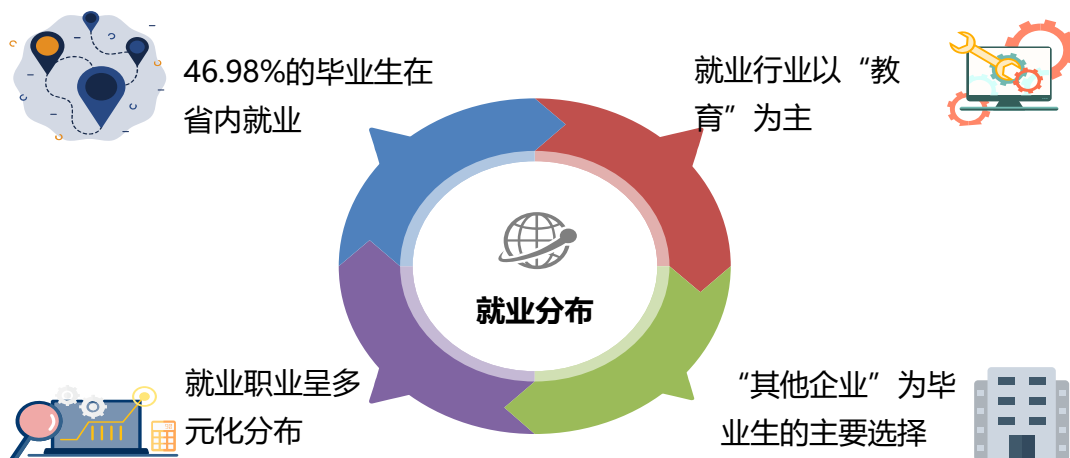 46.98%的毕业生在
省内就业
就业行业以“教
育”为主
就业分布
就业职业呈多
元化分布
“其他企业”为毕
业生的主要选择